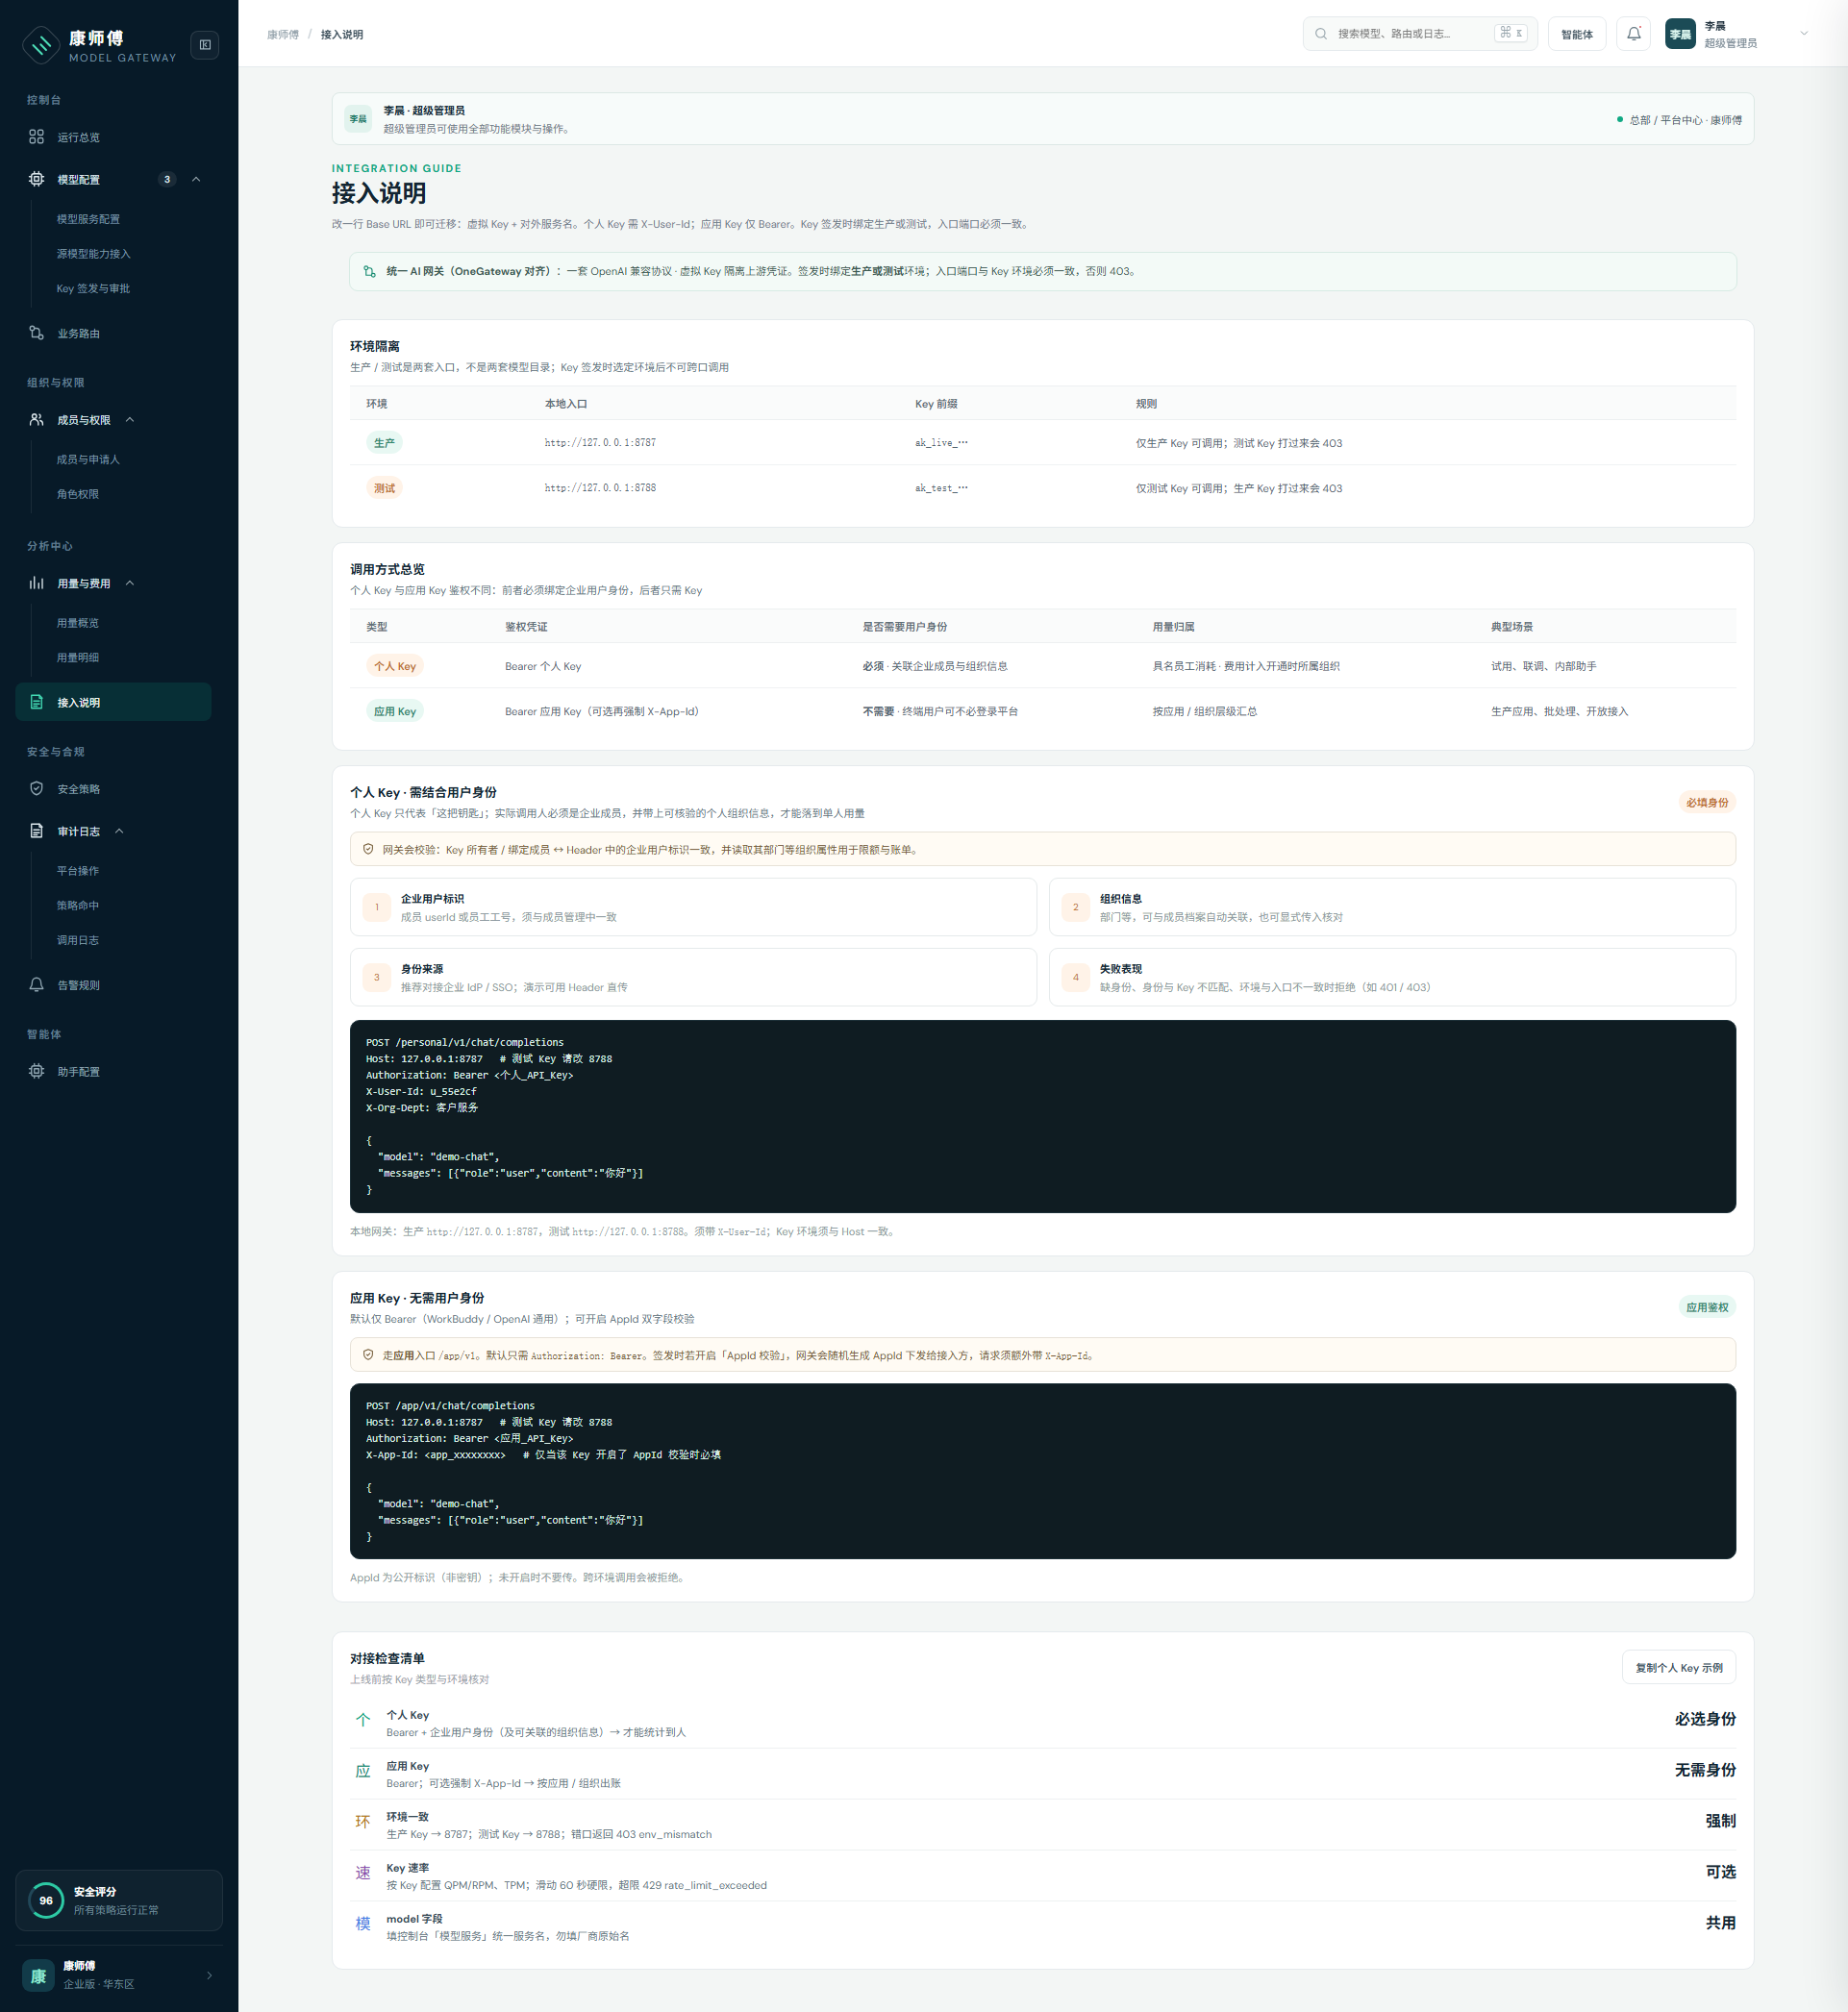 康师傅
MODEL GATEWAY
控制台
运行总览
模型配置
3
模型服务配置
源模型能力接入
Key 签发与审批
业务路由
组织与权限
成员与权限
成员与申请人
角色权限
分析中心
用量与费用
用量概览
用量明细
接入说明
安全与合规
安全策略
审计日志
平台操作
策略命中
调用日志
告警规则
智能体
助手配置
96
安全评分
所有策略运行正常
康
康师傅
企业版 · 华东区
康师傅 / 接入说明
搜索模型、路由或日志...
⌘ K
智能体
李晨
李晨
超级管理员
李晨
李晨 · 超级管理员
超级管理员可使用全部功能模块与操作。
总部 / 平台中心 · 康师傅
INTEGRATION GUIDE
接入说明
改一行 Base URL 即可迁移：虚拟 Key + 对外服务名。个人 Key 需 X-User-Id；应用 Key 仅 Bearer。Key 签发时绑定生产或测试，入口端口必须一致。
统一 AI 网关（OneGateway 对齐）：一套 OpenAI 兼容协议 · 虚拟 Key 隔离上游凭证。签发时绑定生产或测试环境；入口端口与 Key 环境必须一致，否则 403。
环境隔离
生产 / 测试是两套入口，不是两套模型目录；Key 签发时选定环境后不可跨口调用
环境 本地入口 Key 前缀 规则
生产 http://127.0.0.1:8787 ak_live_… 仅生产 Key 可调用；测试 Key 打过来会 403
测试 http://127.0.0.1:8788 ak_test_… 仅测试 Key 可调用；生产 Key 打过来会 403
调用方式总览
个人 Key 与应用 Key 鉴权不同：前者必须绑定企业用户身份，后者只需 Key
类型 鉴权凭证 是否需要用户身份 用量归属 典型场景
个人 Key Bearer 个人 Key 必须 · 关联企业成员与组织信息 具名员工消耗 · 费用计入开通时所属组织 试用、联调、内部助手
应用 Key Bearer 应用 Key（可选再强制 X-App-Id） 不需要 · 终端用户可不必登录平台 按应用 / 组织层级汇总 生产应用、批处理、开放接入
个人 Key · 需结合用户身份
个人 Key 只代表「这把钥匙」；实际调用人必须是企业成员，并带上可核验的个人组织信息，才能落到单人用量
必填身份
网关会校验：Key 所有者 / 绑定成员 ↔ Header 中的企业用户标识一致，并读取其部门等组织属性用于限额与账单。
1
企业用户标识
成员 userId 或员工工号，须与成员管理中一致
2
组织信息
部门等，可与成员档案自动关联，也可显式传入核对
3
身份来源
推荐对接企业 IdP / SSO；演示可用 Header 直传
4
失败表现
缺身份、身份与 Key 不匹配、环境与入口不一致时拒绝（如 401 / 403）
POST /personal/v1/chat/completions
Host: 127.0.0.1:8787   # 测试 Key 请改 8788
Authorization: Bearer <个人_API_Key>
X-User-Id: u_55e2cf
X-Org-Dept: 客户服务
{
  "model": "demo-chat",
  "messages": [{"role":"user","content":"你好"}]
}
本地网关：生产 http://127.0.0.1:8787，测试 http://127.0.0.1:8788。须带 X-User-Id；Key 环境须与 Host 一致。
应用 Key · 无需用户身份
默认仅 Bearer（WorkBuddy / OpenAI 通用）；可开启 AppId 双字段校验
应用鉴权
走应用入口 /app/v1。默认只需 Authorization: Bearer。签发时若开启「AppId 校验」，网关会随机生成 AppId 下发给接入方，请求须额外带 X-App-Id。
POST /app/v1/chat/completions
Host: 127.0.0.1:8787   # 测试 Key 请改 8788
Authorization: Bearer <应用_API_Key>
X-App-Id: <app_xxxxxxxx>   # 仅当该 Key 开启了 AppId 校验时必填
{
  "model": "demo-chat",
  "messages": [{"role":"user","content":"你好"}]
}
AppId 为公开标识（非密钥）；未开启时不要传。跨环境调用会被拒绝。
对接检查清单
上线前按 Key 类型与环境核对
复制个人 Key 示例
个
个人 Key
Bearer + 企业用户身份（及可关联的组织信息）→ 才能统计到人
必选身份
应
应用 Key
Bearer；可选强制 X-App-Id → 按应用 / 组织出账
无需身份
环
环境一致
生产 Key → 8787；测试 Key → 8788；错口返回 403 env_mismatch
强制
速
Key 速率
按 Key 配置 QPM/RPM、TPM；滑动 60 秒硬限，超限 429 rate_limit_exceeded
可选
模
model 字段
填控制台「模型服务」统一服务名，勿填厂商原始名
共用